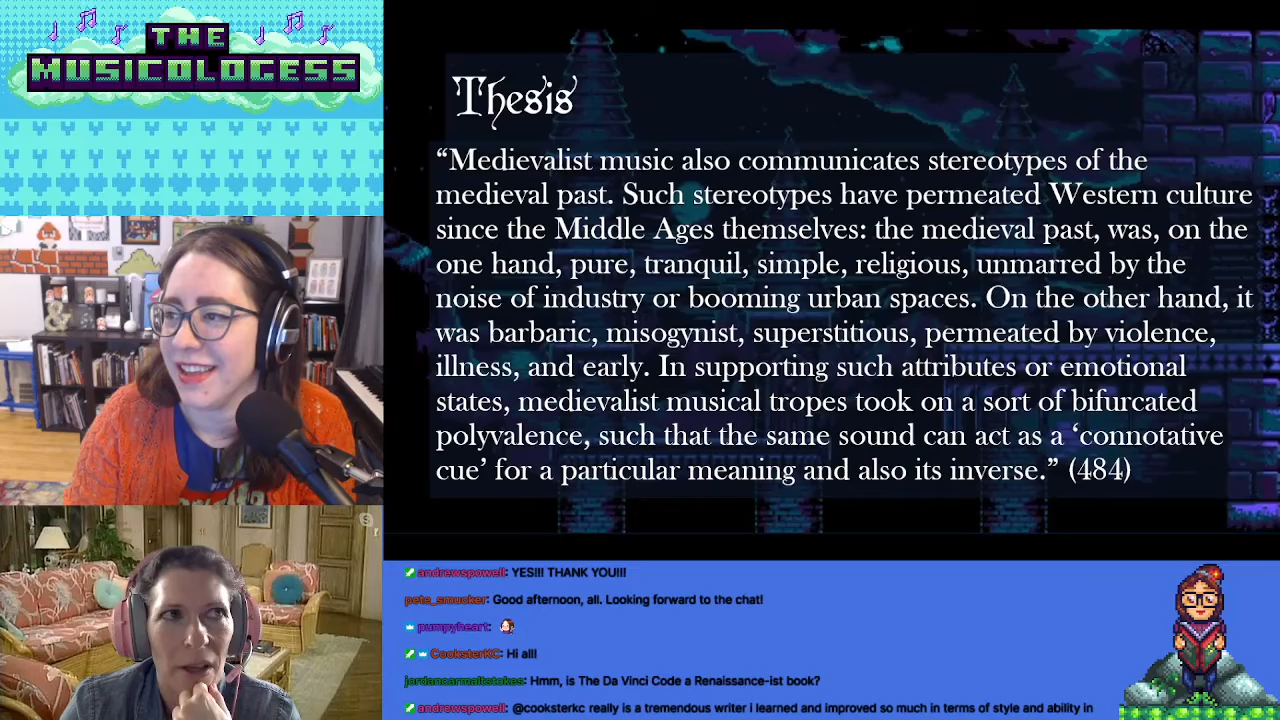 THE
MUSICOLOGESS
Thesis
“Medievalist music also communicates stereotypes of the
medieval past. Such stereotypes have permeated Western culture
since the Middle Ages themselves: the medieval past, was, on the
one hand, pure, tranquil, simple, religious, unmarred by the
noise of industry or booming urban spaces. On the other hand, it
was barbaric, misogynist, superstitious, permeated by violence,
illness, and early. In supporting such attributes or emotional
states, medievalist musical tropes took on a sort of bifurcated
polyvalence, such that the same sound can act as a ‘connotative
cue’ for a particular meaning and also its inverse.” (484)
andrewspowell: YES!!! THANK YOU!!!
pete_smucker: Good afternoon, all. Looking forward to the chat!
pumpyheart:
CooksterKC: Hi alll
Hmm, is The Da Vinci Code a Renaissance-ist book?
andrewspowell: @cooksterkc really is a tremendous writer i learned and improved so much in terms of style and ability in